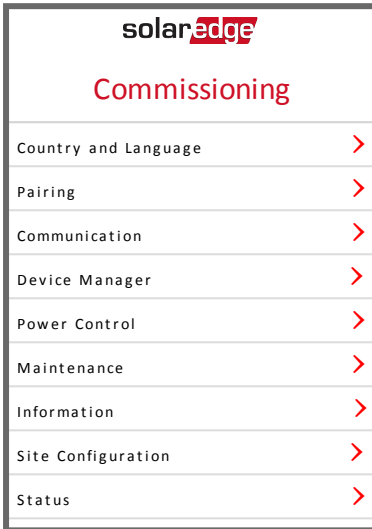 solaredge
Commissioning
Country and Language
Pairing
Communication
Device Manager
Power Control
Maintenance
Information
Site Configuration
Status